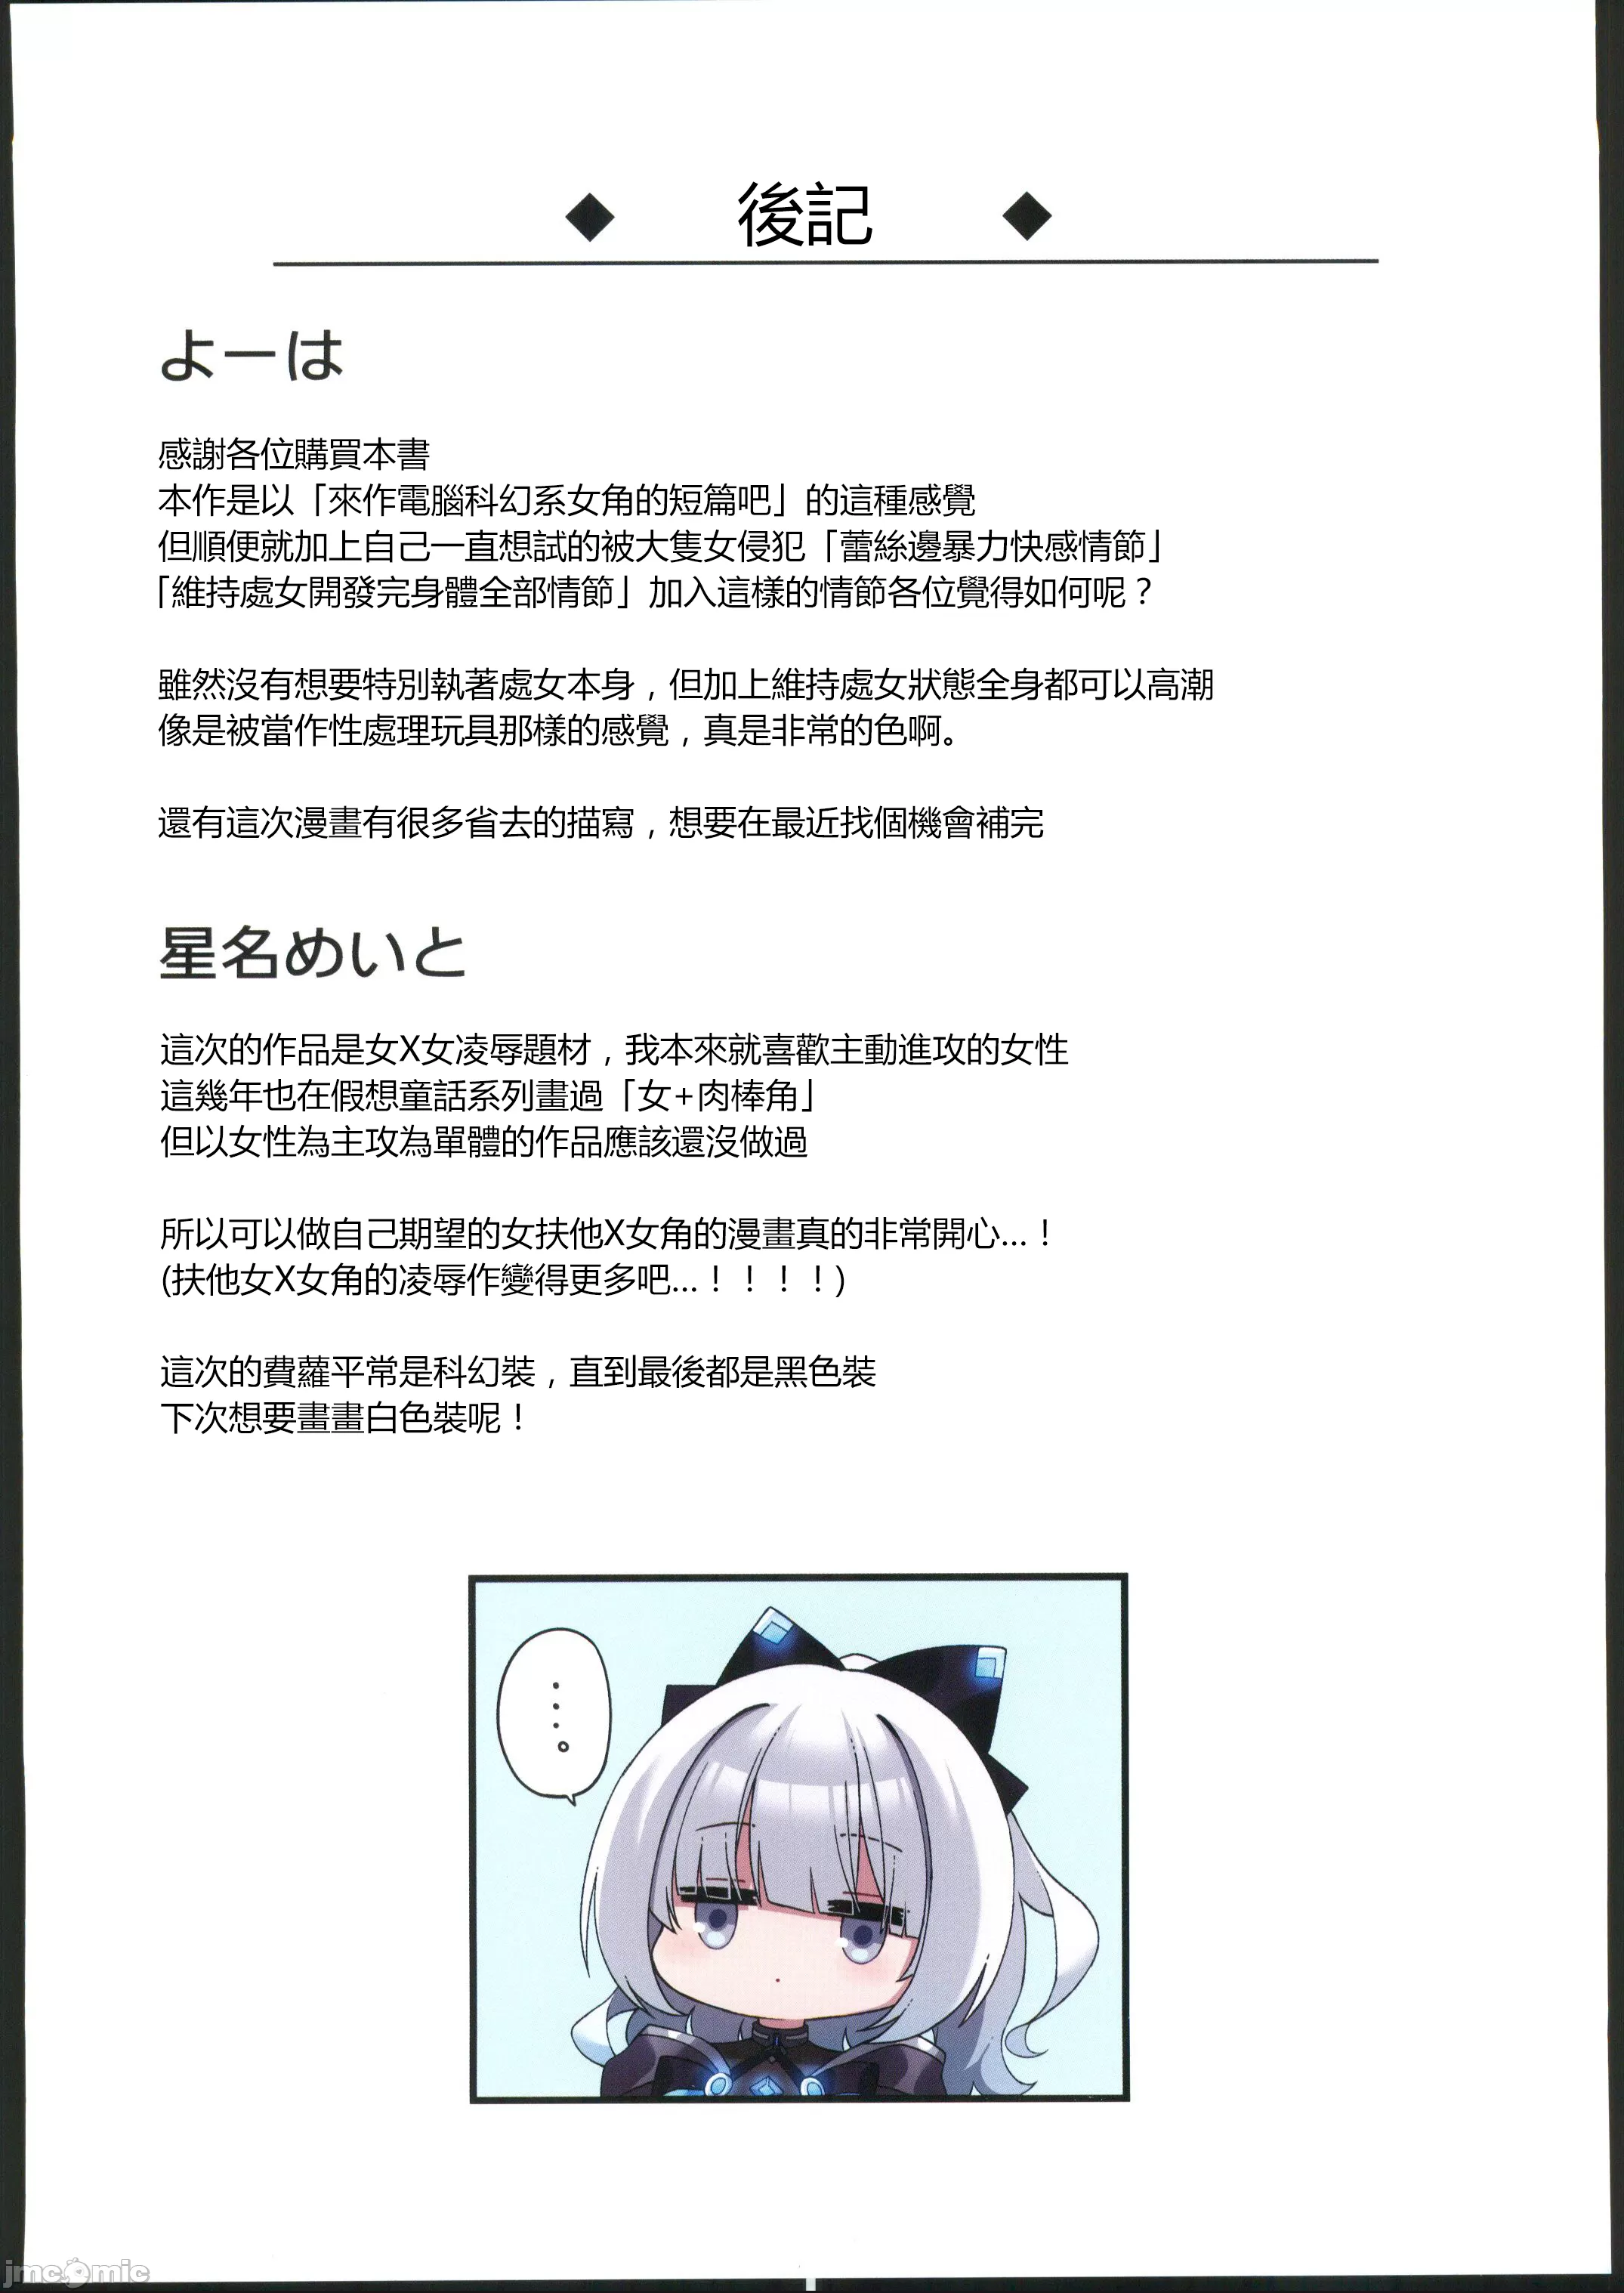 ◆ 後記 ◆
よーは
感謝各位購買本書
本作是以「來作電腦科幻系女角的短篇吧」的這種感覺
但順便就加上自己一直想試的被大隻女侵犯「蕾絲邊暴力快感情節」
「維持處女開發完身體全部情節」加入這樣的情節各位覺得如何呢？
雖然沒有想要特別執著處女本身，但加上維持處女狀態全身都可以高潮
像是被當作性處理玩具那樣的感覺，真是非常的色啊。
還有這次漫畫有很多省去的描寫，想要在最近找個機會補完
星名めいと
這次的作品是女X女凌辱題材，我本來就喜歡主動進攻的女性
這幾年也在假想童話系列畫過「女+肉棒角」
但以女性為主攻為單體的作品應該還沒做過
所以可以做自己期望的女扶他X女角的漫畫真的非常開心...！
(扶他女X女角的凌辱作變得更多吧...！！！！)
這次的費蘿平常是科幻裝，直到最後都是黑色裝
下次想要畫畫白色裝呢！
…。
jmcomic